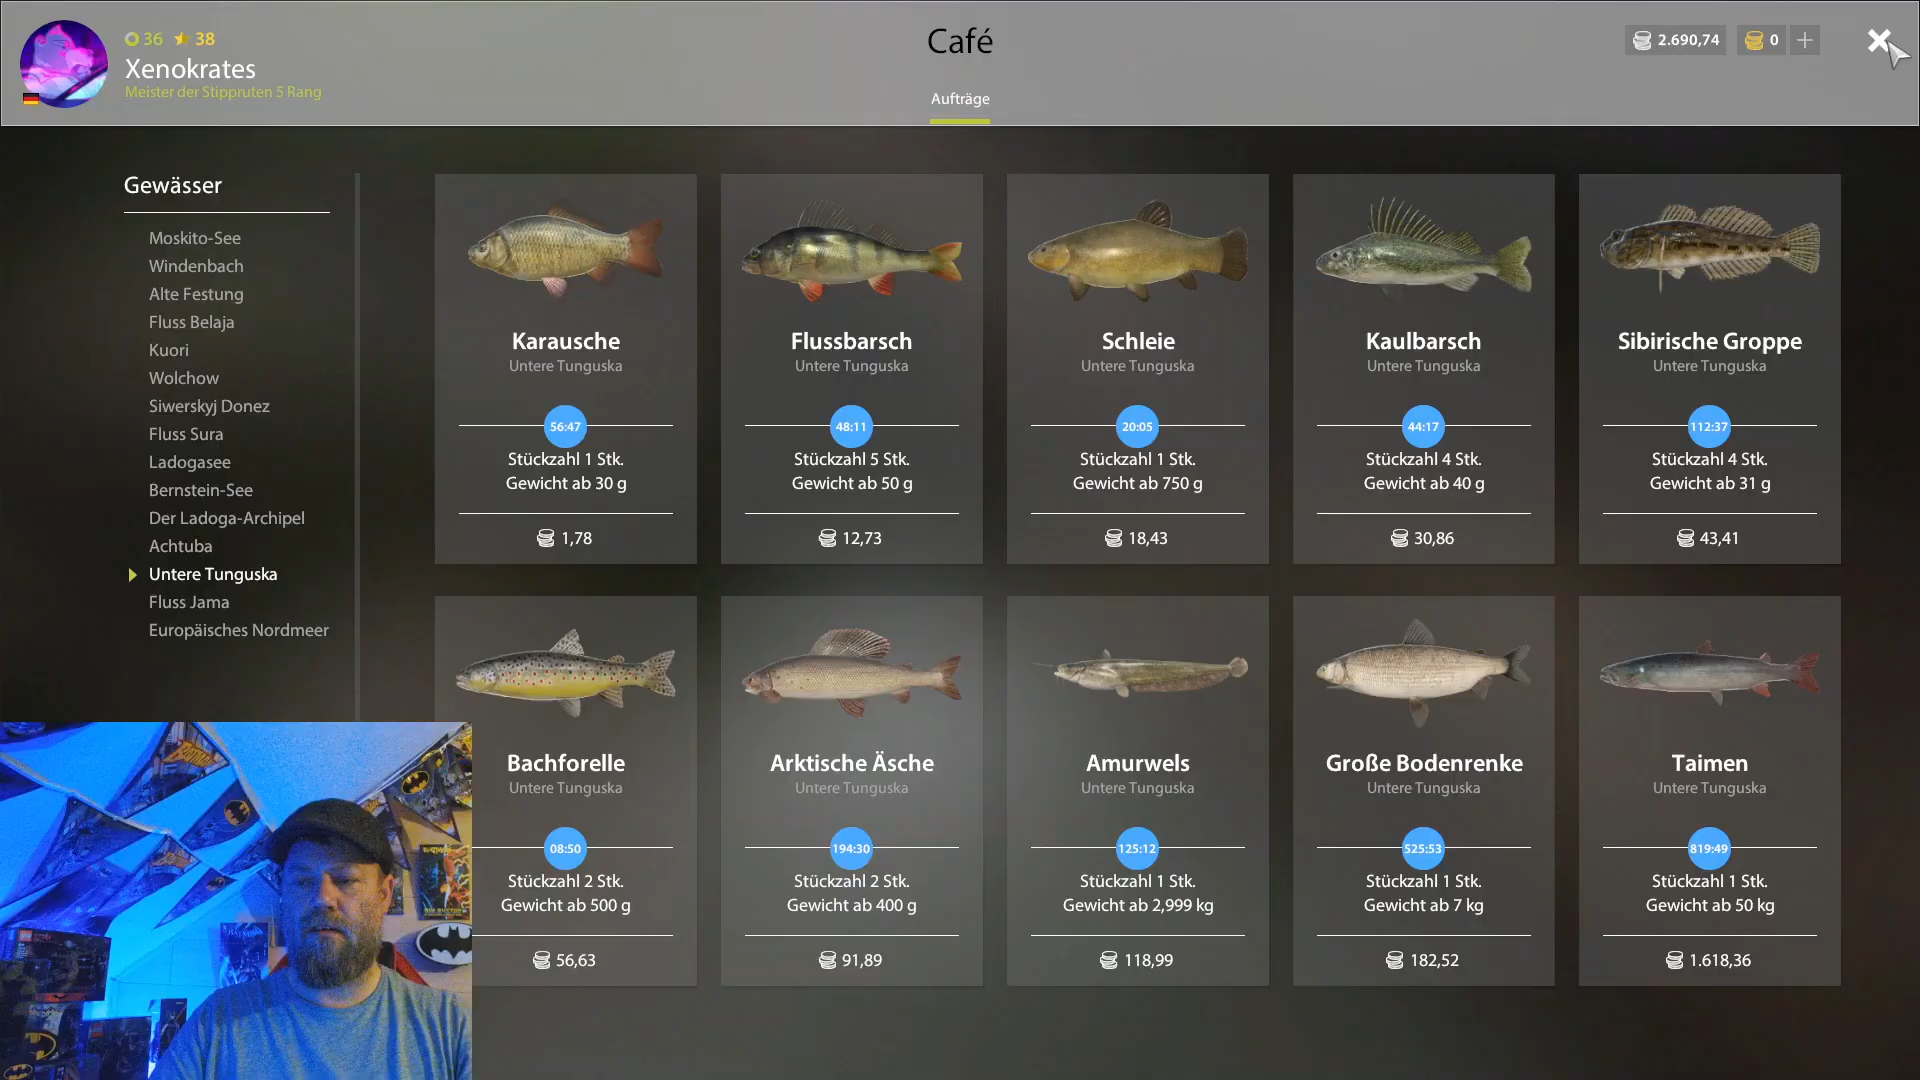 36 38
Xenokrates
Meister der Stippruten 5 Rang
Café
Aufträge
2.690,74
0
Gewässer
Moskito-See
Windenbach
Alte Festung
Fluss Belaja
Kuori
Wolchow
Siwerskyj Donez
Fluss Sura
Ladogasee
Bernstein-See
Der Ladoga-Archipel
Achtuba
Untere Tunguska
Fluss Jama
Europäisches Nordmeer
Karausche
Untere Tunguska
56:47
Stückzahl 1 Stk.
Gewicht ab 30 g
1,78
Flussbarsch
Untere Tunguska
48:11
Stückzahl 5 Stk.
Gewicht ab 50 g
12,73
Schleie
Untere Tunguska
20:05
Stückzahl 1 Stk.
Gewicht ab 750 g
18,43
Kaulbarsch
Untere Tunguska
44:17
Stückzahl 4 Stk.
Gewicht ab 40 g
30,86
Sibirische Groppe
Untere Tunguska
112:37
Stückzahl 4 Stk.
Gewicht ab 31 g
43,41
Bachforelle
Untere Tunguska
08:50
Stückzahl 2 Stk.
Gewicht ab 500 g
56,63
Arktische Äsche
Untere Tunguska
194:30
Stückzahl 2 Stk.
Gewicht ab 400 g
91,89
Amurwels
Untere Tunguska
125:12
Stückzahl 1 Stk.
Gewicht ab 2,999 kg
118,99
Große Bodenrenke
Untere Tunguska
525:53
Stückzahl 1 Stk.
Gewicht ab 7 kg
182,52
Taimen
Untere Tunguska
819:49
Stückzahl 1 Stk.
Gewicht ab 50 kg
1.618,36